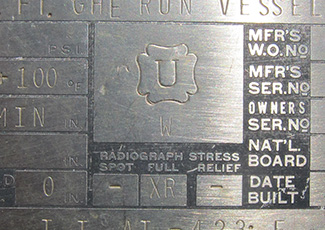 FT. GHE RUN VESSEL
MFR'S
W.O. NO
P.S.I.
-100 °F
U
MFR'S
SER. NO
MIN IN.
W
OWNERS
SER. NO
IN.
RADIOGRAPH STRESS
SPOT FULL RELIEF
NAT'L.
BOARD
0 IN.
- XR -
DATE
BUILT